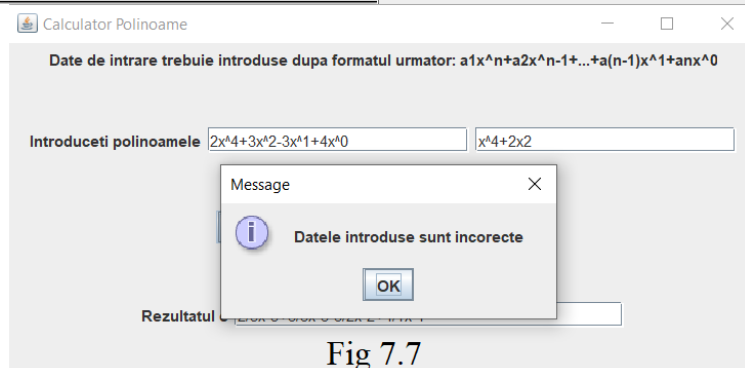 Calculator Polinoame
Date de intrare trebuie introduse dupa formatul urmator: a1x^n+a2x^n-1+...+a(n-1)x^1+anx^0
Introduceti polinoamele 2x^4+3x^2-3x^1+4x^0 x^4+2x2
Message
Datele introduse sunt incorecte
OK
Rezultatul
Fig 7.7